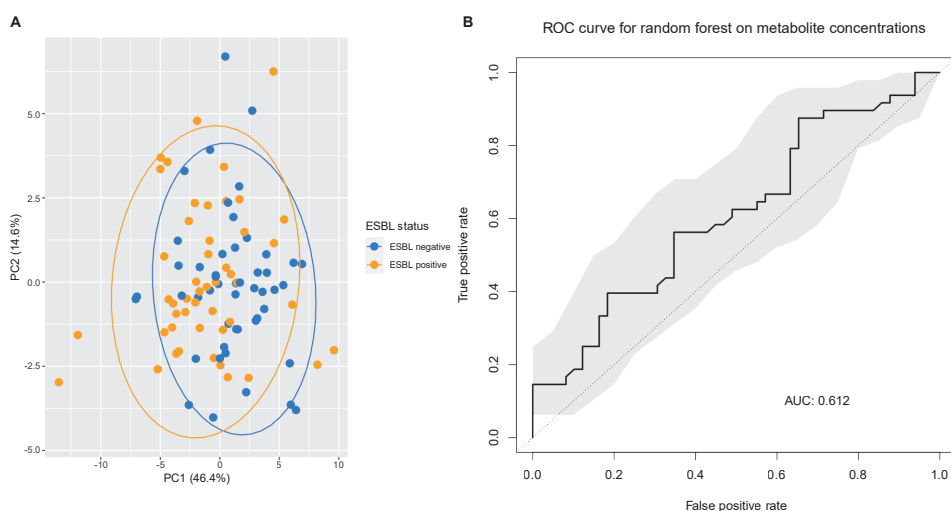 A
B
ROC curve for random forest on metabolite concentrations
5.0
2.5
0.0
-2.5
-5.0
PC2 (14.6%)
-10
-5
0
5
10
PC1 (46.4%)
ESBL status
ESBL negative
ESBL positive
1.0
0.8
0.6
0.4
0.2
0.0
True positive rate
AUC: 0.612
0.0
0.2
0.4
0.6
0.8
1.0
False positive rate